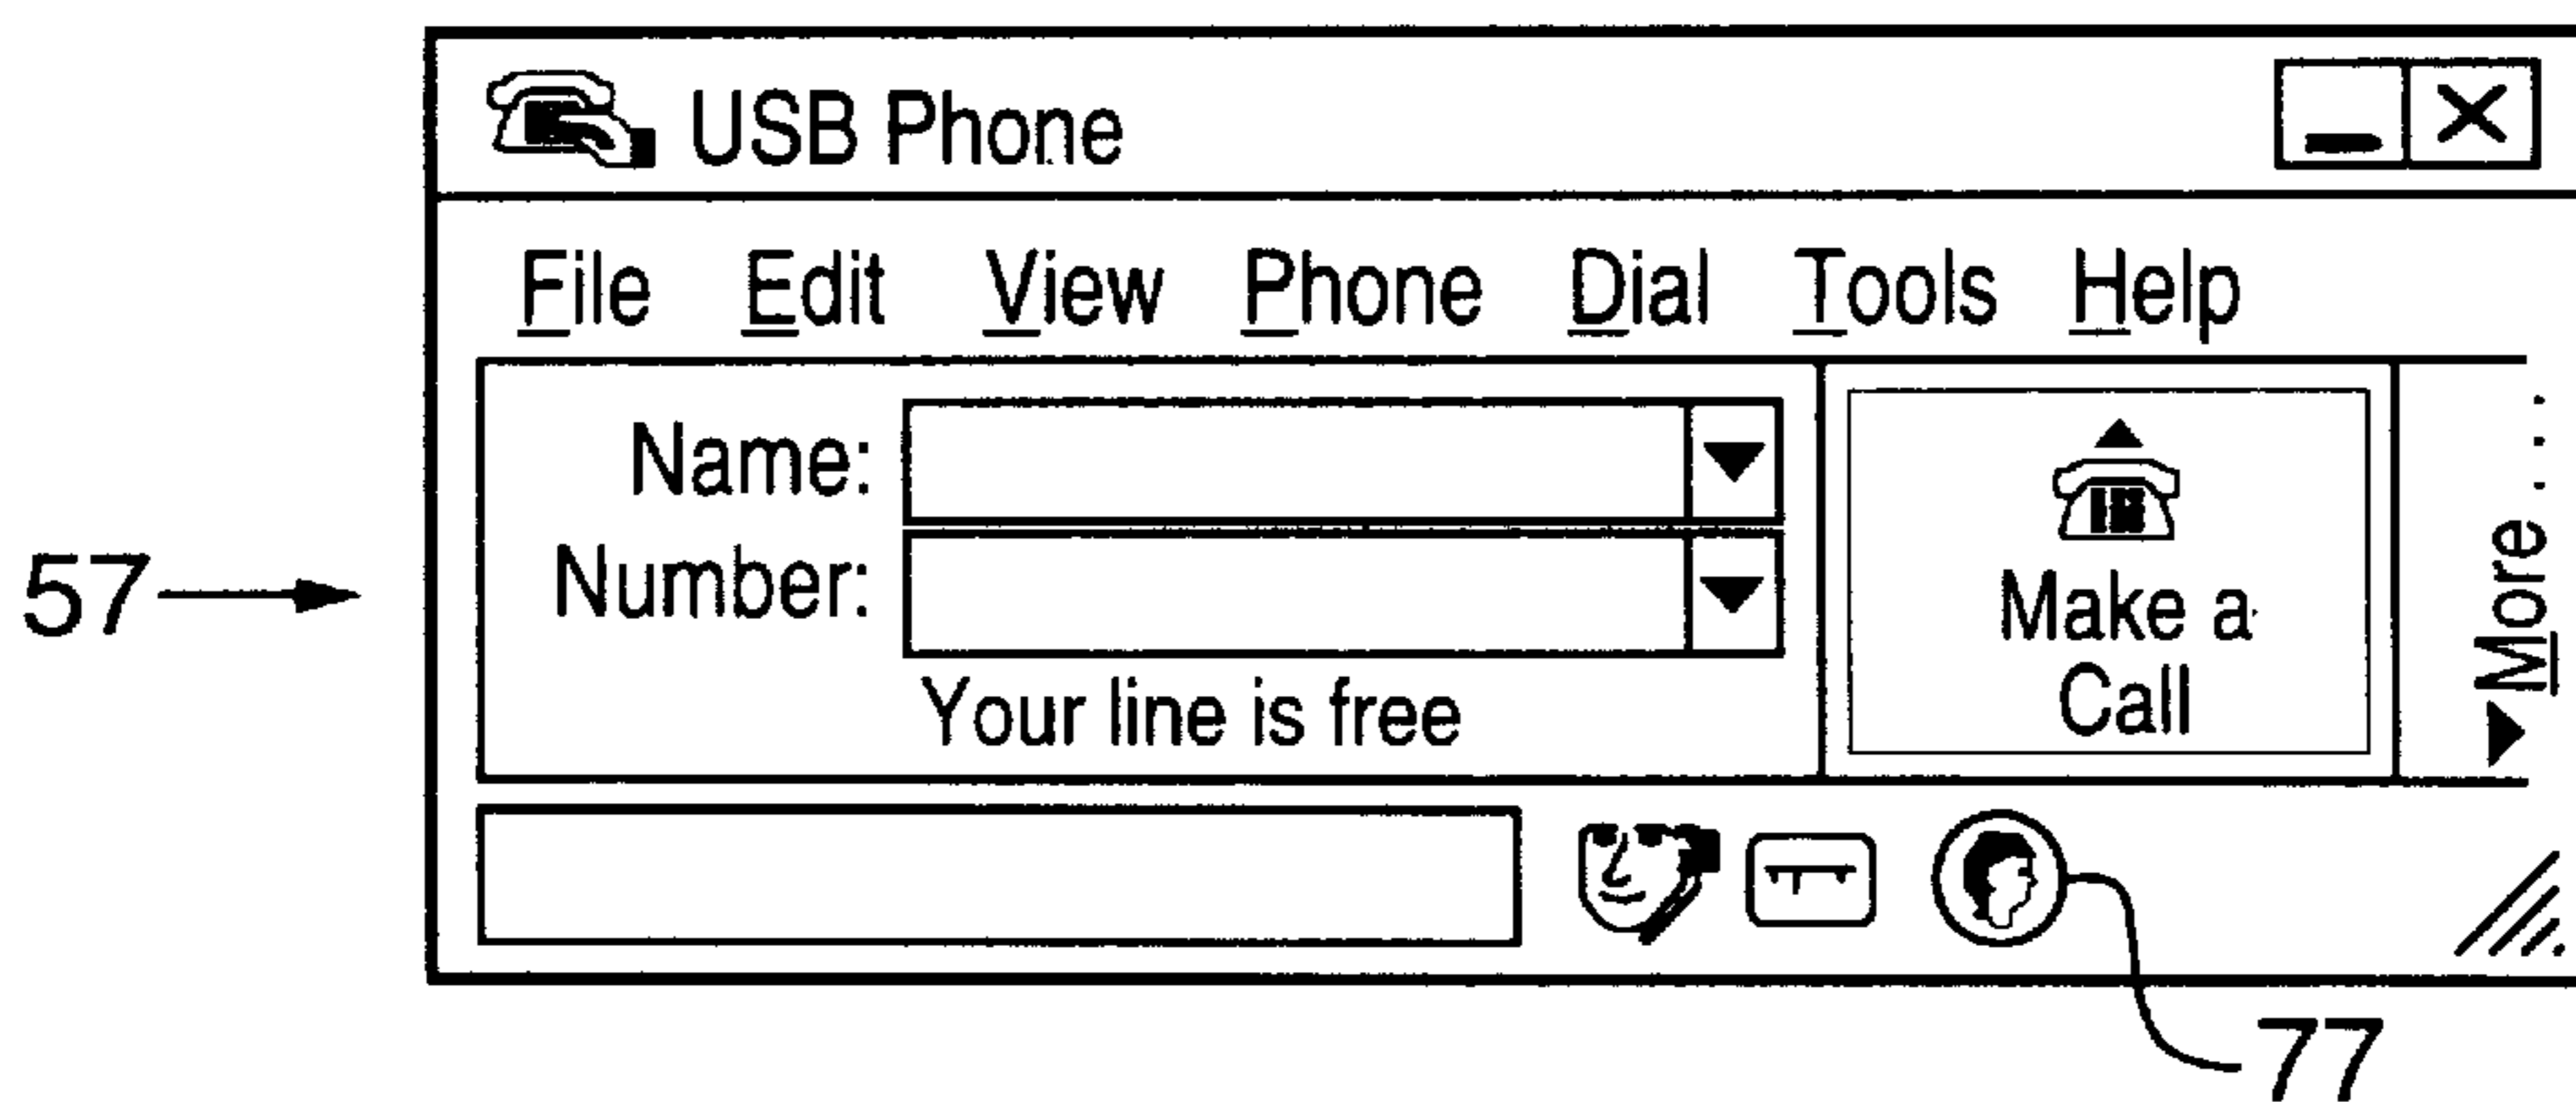 USB Phone
File Edit View Phone Dial Tools Help
Name:
Number:
Your line is free
Make a
Call
More ...
57
77